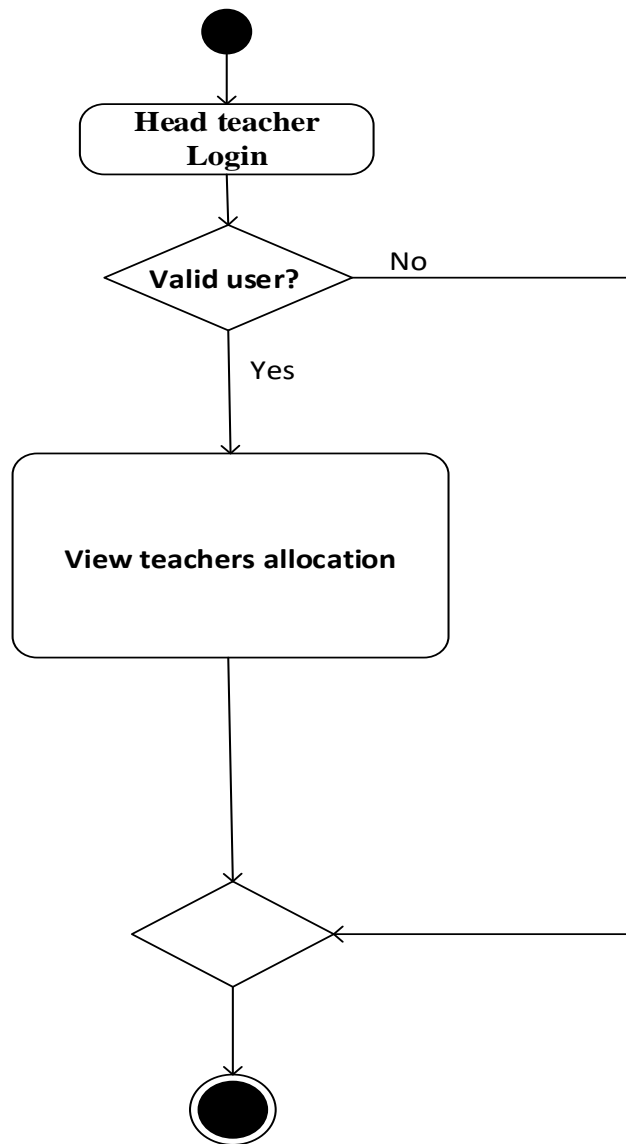 Head teacher
Login
Valid user?
No
Yes
View teachers allocation